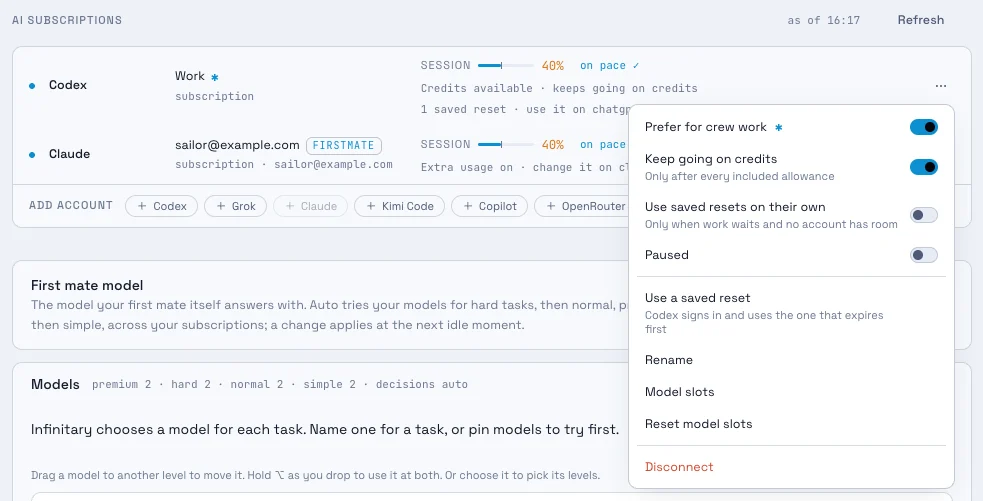 AI SUBSCRIPTIONS as of 16:17 Refresh
Codex Work ✱ SESSION 40% on pace ✓ ...
subscription Credits available · keeps going on credits
1 saved reset · use it on
Claude sailor@example.com FIRSTMATE SESSION 40% on pace
subscription · sailor@example.com Extra usage on · change it on
ADD ACCOUNT + Codex + Grok + Claude + Kimi Code + Copilot + OpenRouter
First mate model
The model your first mate itself answers with. Auto tries your models for hard tasks, then normal,
then simple, across your subscriptions; a change applies at the next idle moment.
Models premium 2 · hard 2 · normal 2 · simple 2 · decisions auto
Infinitary chooses a model for each task. Name one for a task, or pin models to try first.
Drag a model to another level to move it. Hold ⌥ as you drop to use it at both. Or choose it to pick its levels.
Prefer for crew work ✱
Keep going on credits
Only after every included allowance
Use saved resets on their own
Only when work waits and no account has room
Paused
Use a saved reset
Codex signs in and uses the one that expires
first
Rename
Model slots
Reset model slots
Disconnect